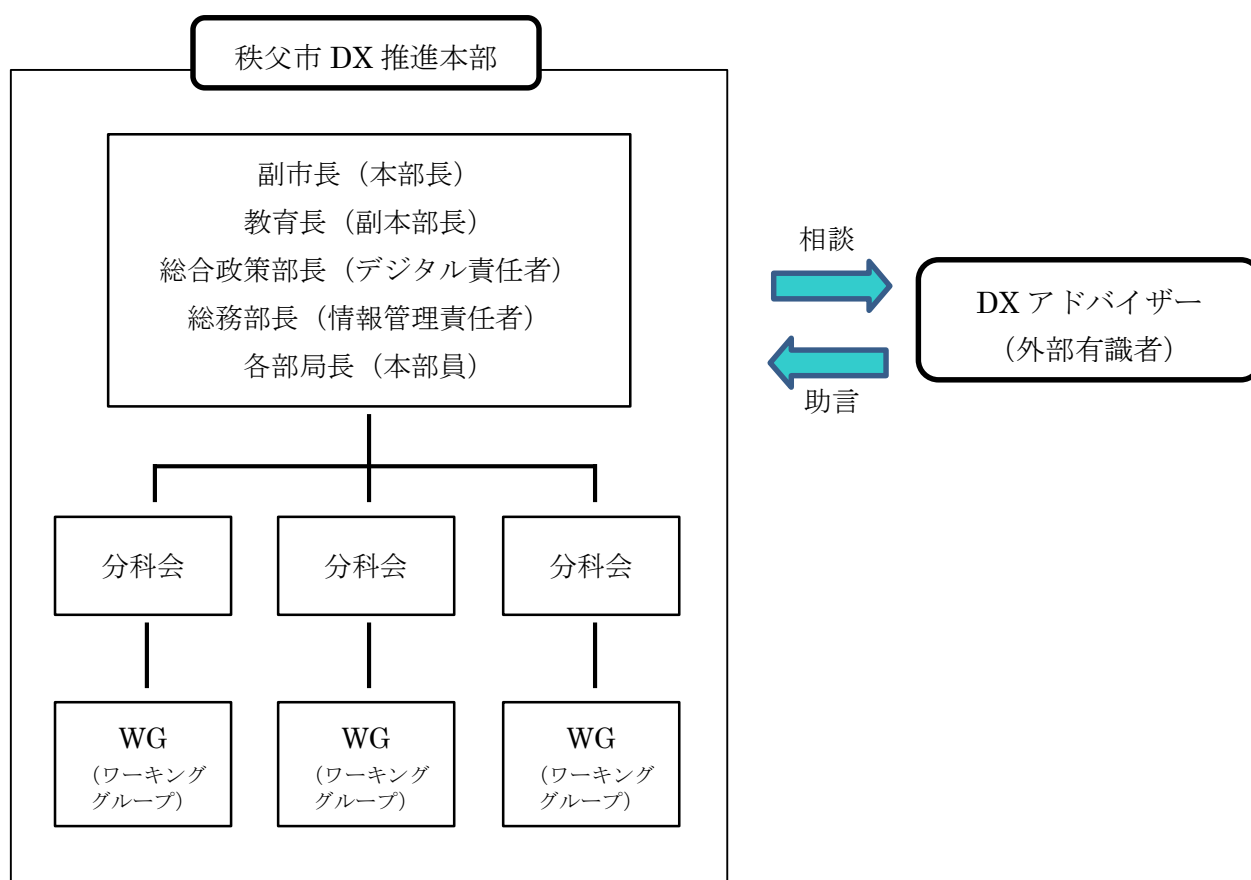 秩父市 DX 推進本部
副市長（本部長）
教育長（副本部長）
総合政策部長（デジタル責任者）
総務部長（情報管理責任者）
各部局長（本部員）
相談
助言
DX アドバイザー
（外部有識者）
分科会
分科会
分科会
WG
（ワーキング
グループ）
WG
（ワーキング
グループ）
WG
（ワーキング
グループ）